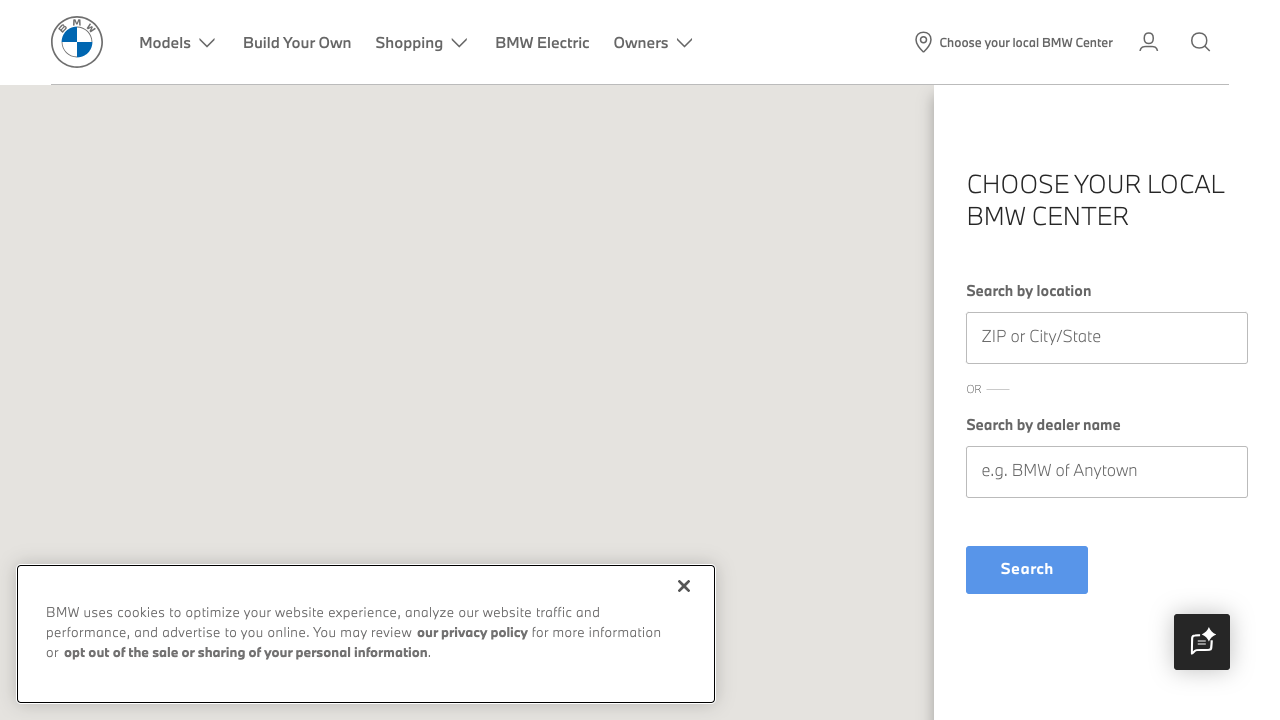 BMW
Models
Build Your Own
Shopping
BMW Electric
Owners
Choose your local BMW Center
CHOOSE YOUR LOCAL
BMW CENTER
Search by location
ZIP or City/State
OR
Search by dealer name
e.g. BMW of Anytown
Search
BMW uses cookies to optimize your website experience, analyze our website traffic and
performance, and advertise to you online. You may review our privacy policy for more information
or opt out of the sale or sharing of your personal information.